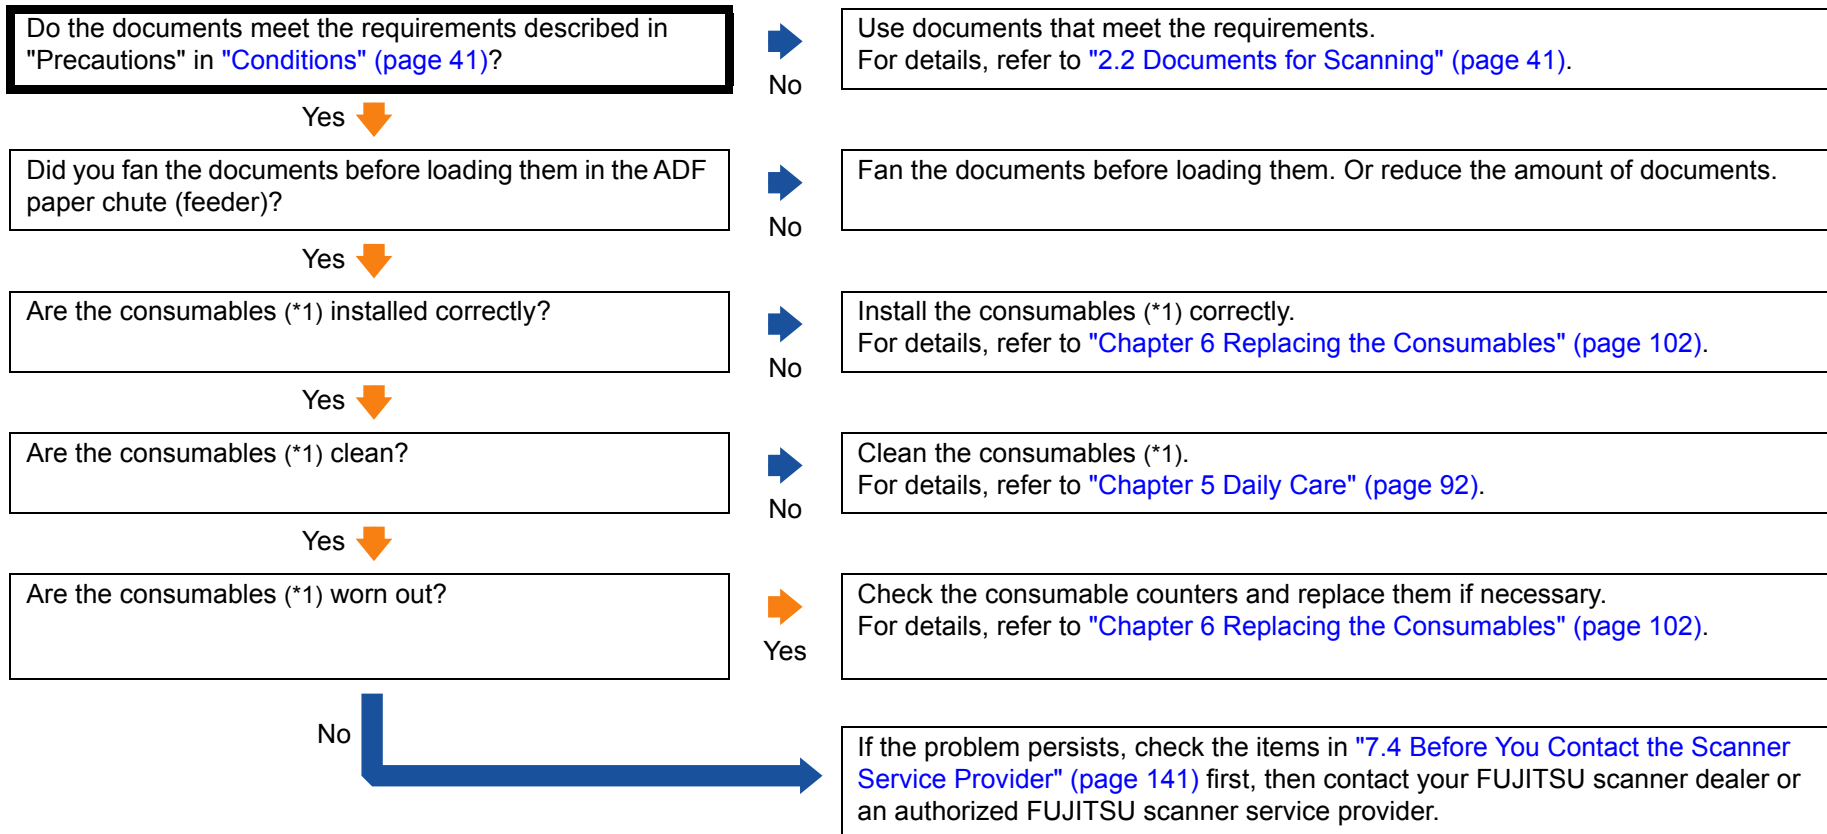 Do the documents meet the requirements described in
"Precautions" in "Conditions" (page 41)?
No
Use documents that meet the requirements.
For details, refer to "2.2 Documents for Scanning" (page 41).
Yes
Did you fan the documents before loading them in the ADF
paper chute (feeder)?
No
Fan the documents before loading them. Or reduce the amount of documents.
Yes
Are the consumables (*1) installed correctly?
No
Install the consumables (*1) correctly.
For details, refer to "Chapter 6 Replacing the Consumables" (page 102).
Yes
Are the consumables (*1) clean?
No
Clean the consumables (*1).
For details, refer to "Chapter 5 Daily Care" (page 92).
Yes
Are the consumables (*1) worn out?
Yes
Check the consumable counters and replace them if necessary.
For details, refer to "Chapter 6 Replacing the Consumables" (page 102).
No
If the problem persists, check the items in "7.4 Before You Contact the Scanner
Service Provider" (page 141) first, then contact your FUJITSU scanner dealer or
an authorized FUJITSU scanner service provider.